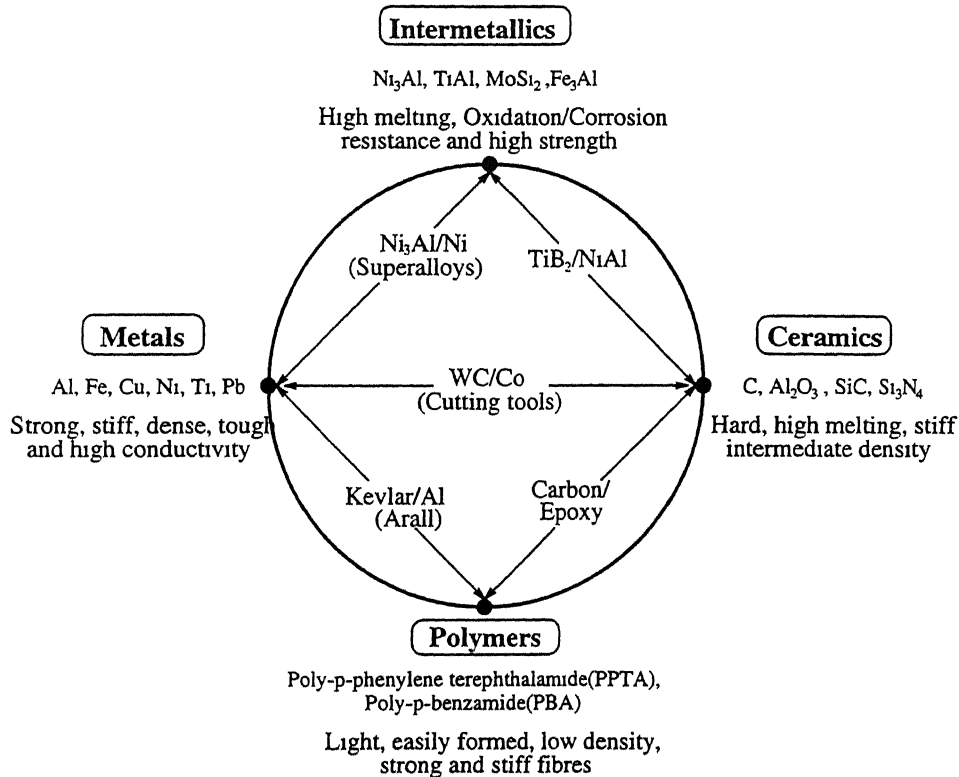 Intermetallics
Ni₃Al, TiAl, MoSi₂ ,Fe₃Al
High melting, Oxidation/Corrosion
resistance and high strength
Ni₃Al/Ni
(Superalloys)
TiB₂/NiAl
Metals
Al, Fe, Cu, Ni, Ti, Pb
Strong, stiff, dense, tough
and high conductivity
WC/Co
(Cutting tools)
Ceramics
C, Al₂O₃ , SiC, Si₃N₄
Hard, high melting, stiff
intermediate density
Kevlar/Al
(Arall)
Carbon/
Epoxy
Polymers
Poly-p-phenylene terephthalamide(PPTA),
Poly-p-benzamide(PBA)
Light, easily formed, low density,
strong and stiff fibres